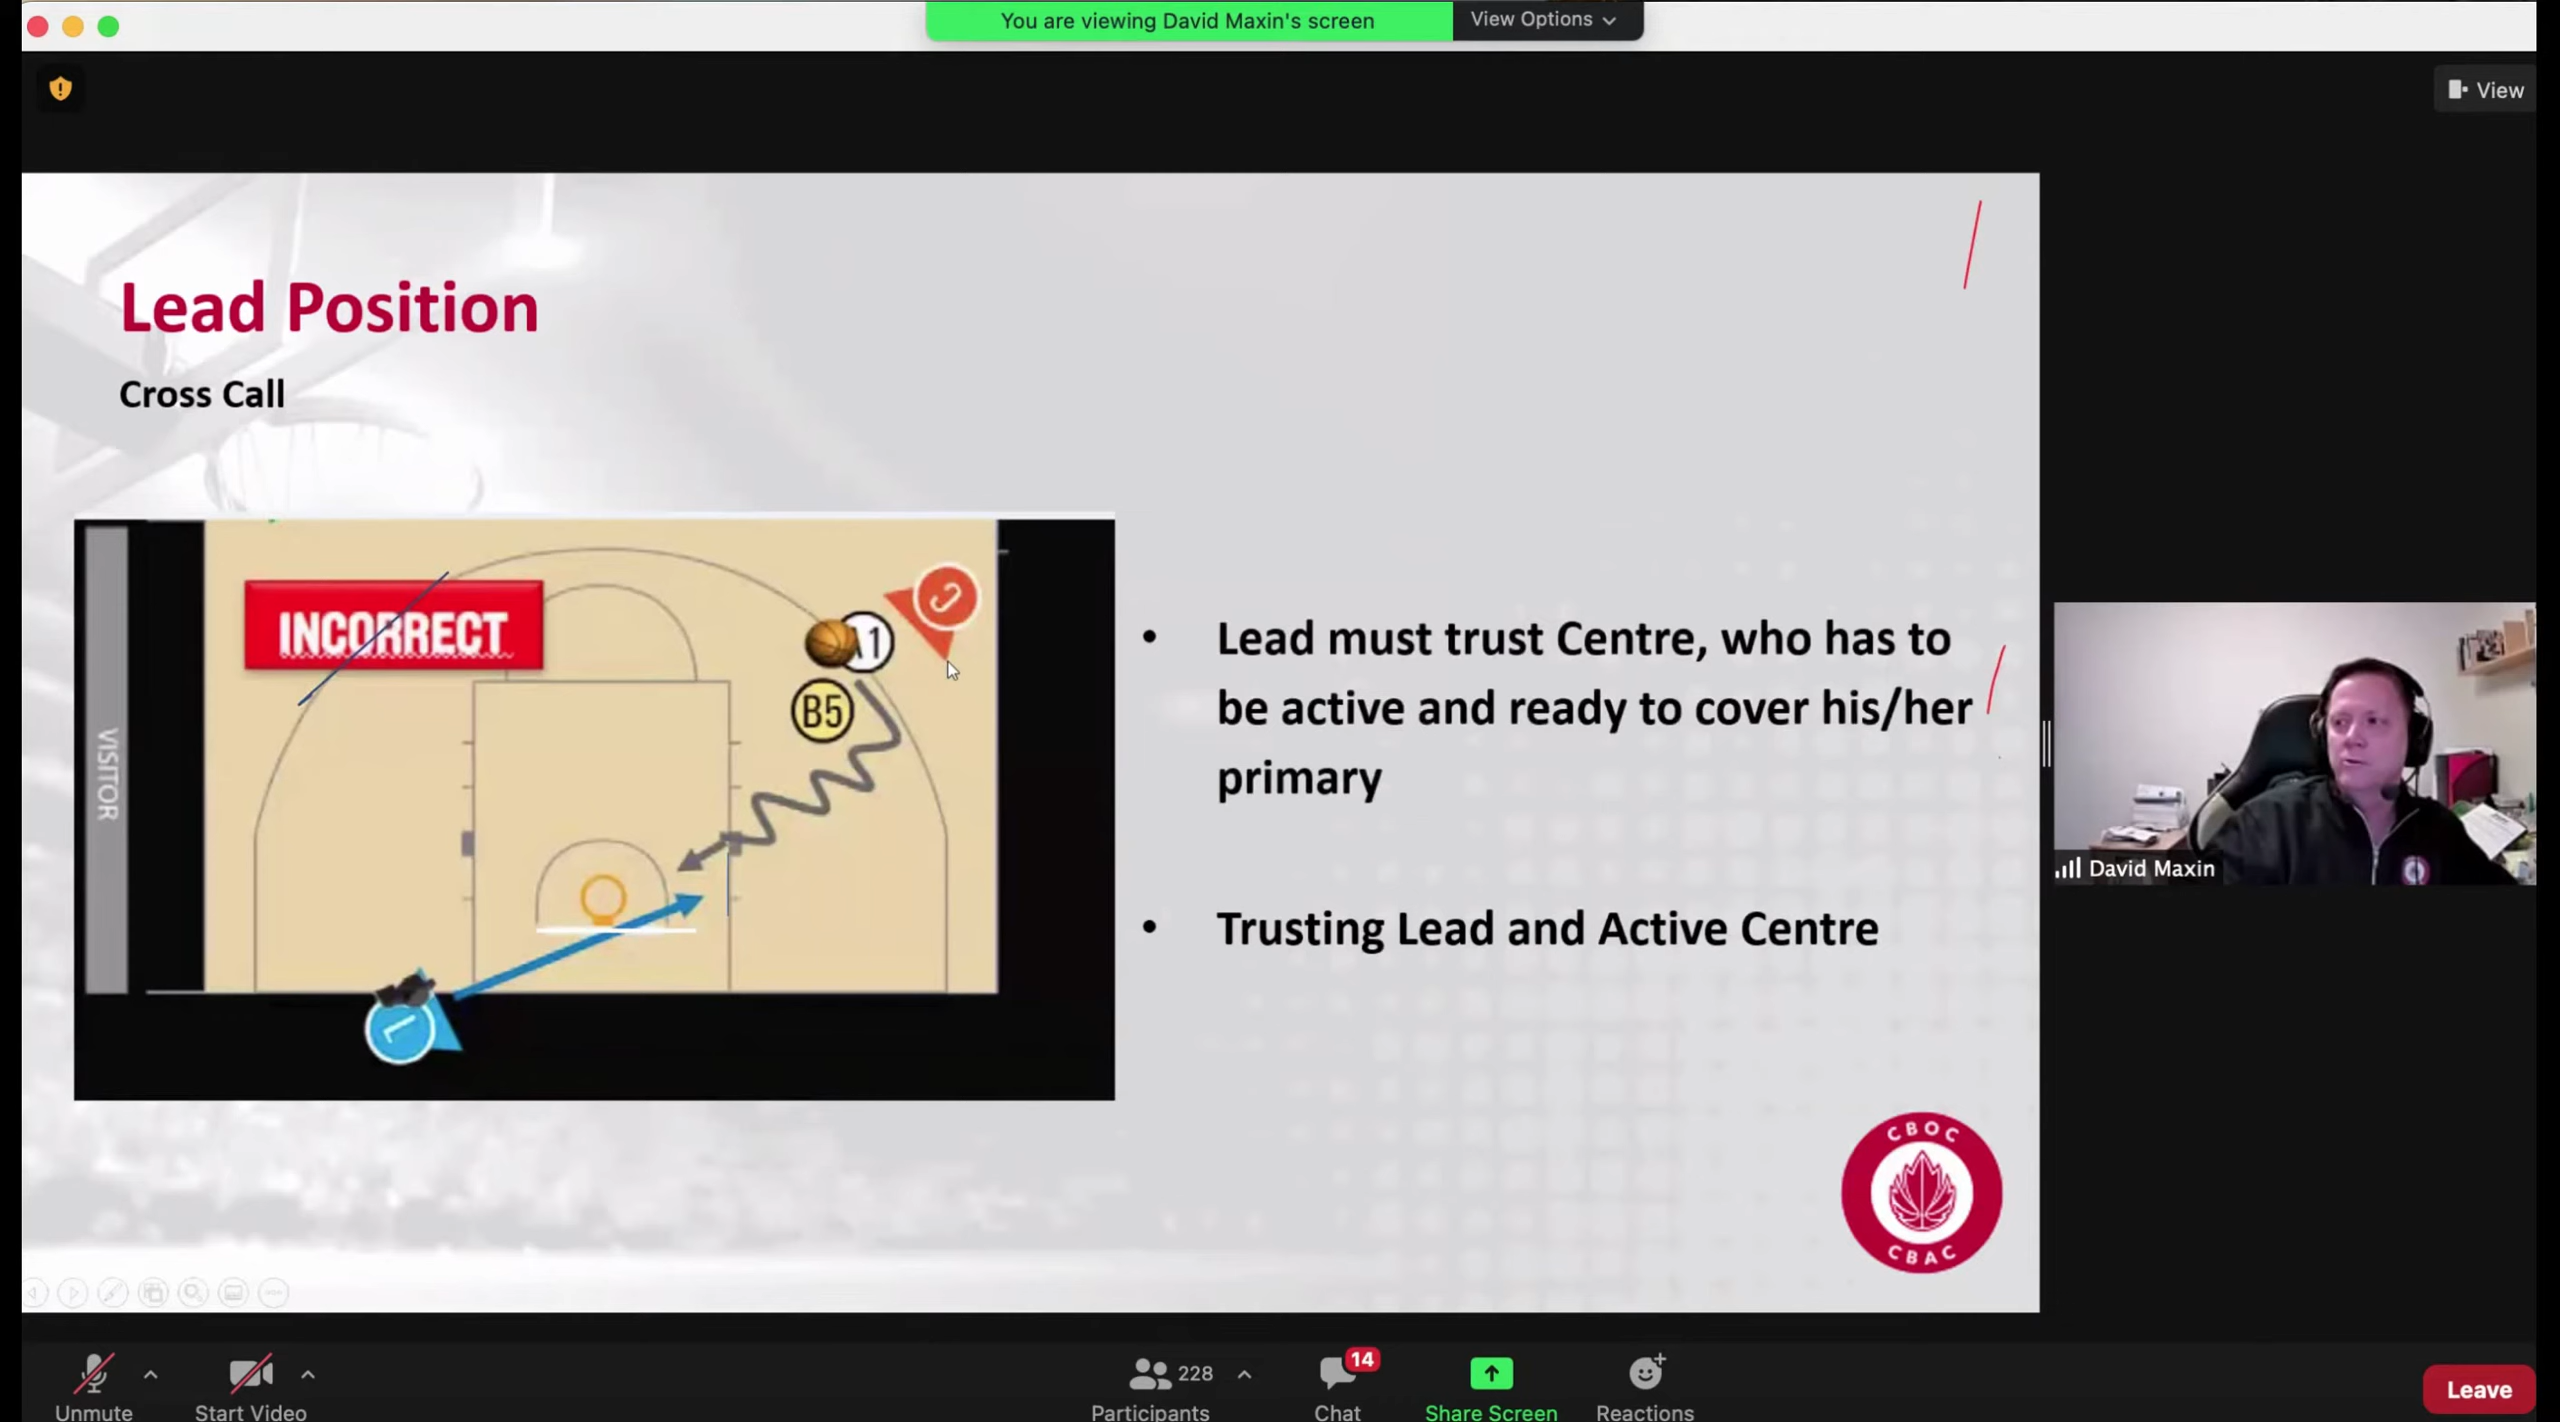 You are viewing David Maxin's screen
View Options
View
Lead Position
Cross Call
INCORRECT
B5
VISITOR
L
• Lead must trust Centre, who has to
be active and ready to cover his/her
primary
• Trusting Lead and Active Centre
David Maxin
CBOC
CBAC
228
14
Unmute
Start Video
Participants
Chat
Share Screen
Reactions
Leave